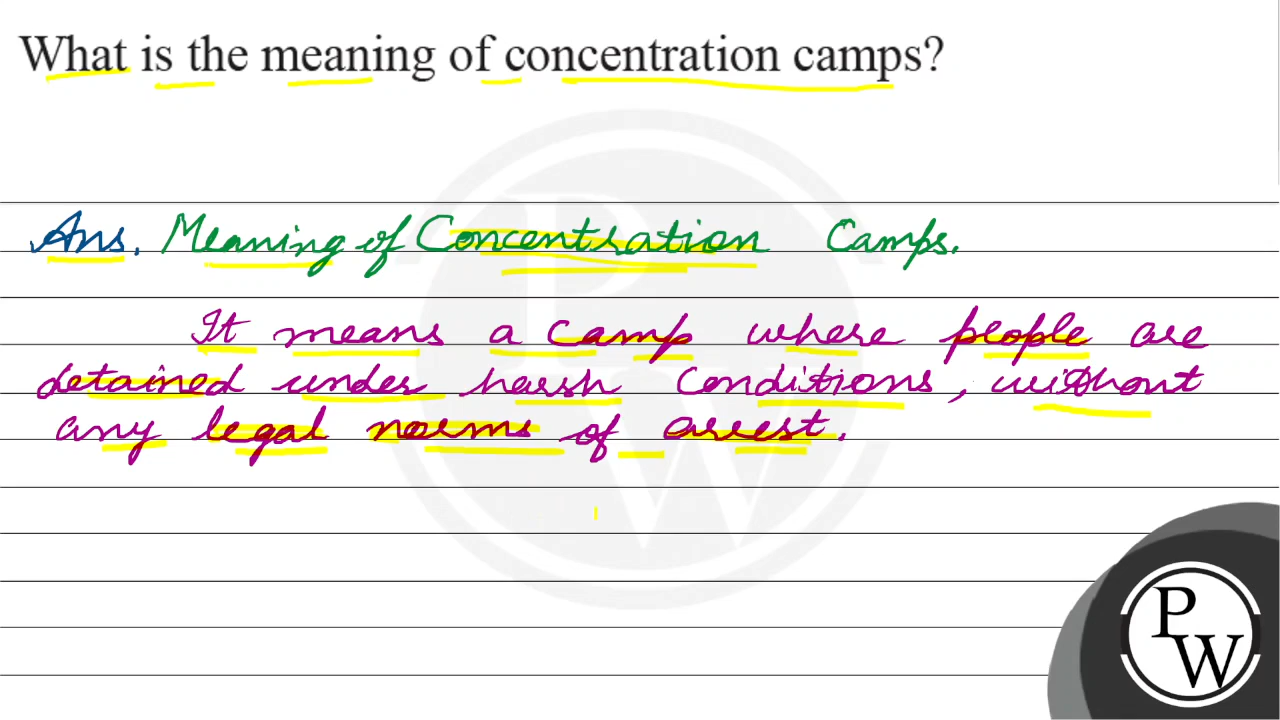 What is the meaning of concentration camps?
Ans. Meaning of Concentration Camps.
It means a camp where people are
detained under harsh conditions, without
any legal norms of arrest.
P
W